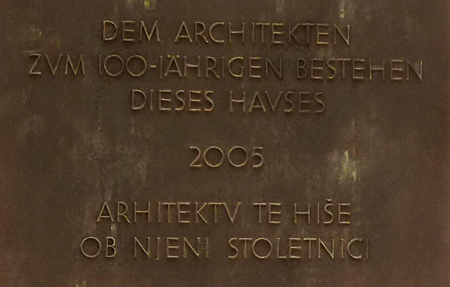 DEM ARCHITEKTEN
ZVM 100-JÄHRIGEN BESTEHEN
DIESES HAVSES
2005
ARHITEKTV TE HIŠE
OB NJENI STOLETNICI